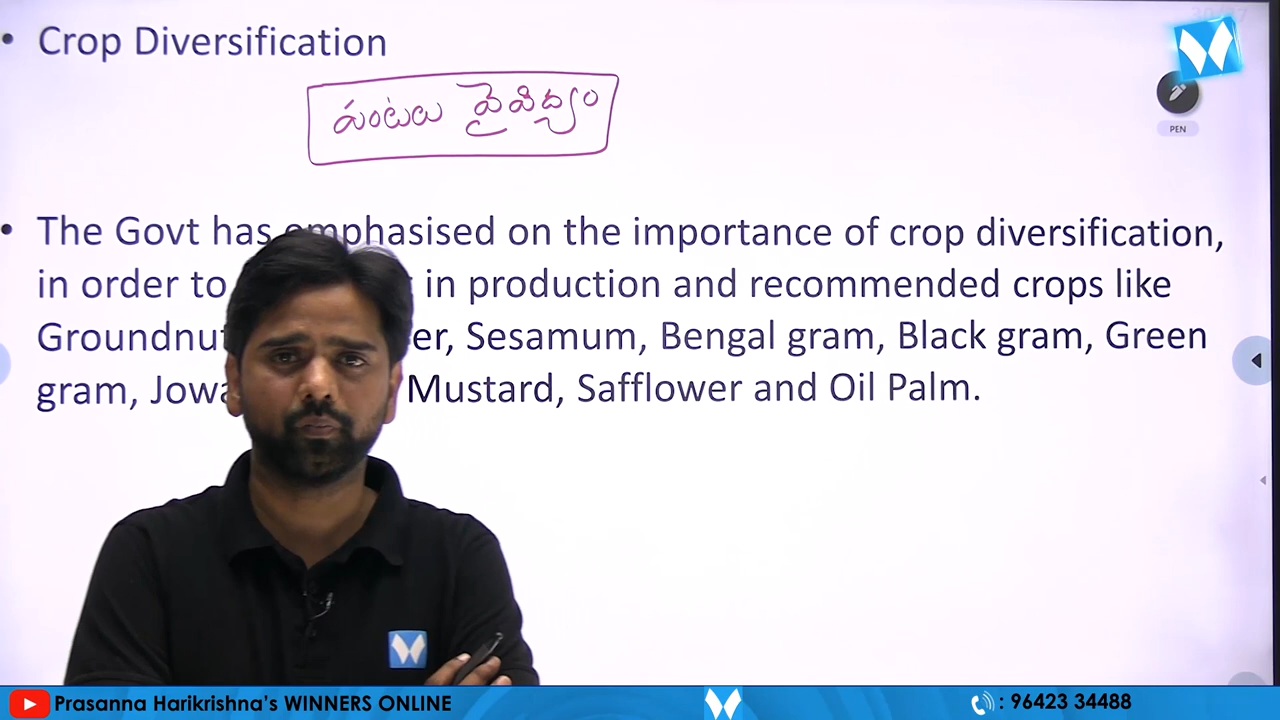 • Crop Diversification
పంటలు వైవిధ్యం
PEN
• The Govt has emphasised on the importance of crop diversification,
in order to in production and recommended crops like
Groundnut er, Sesamum, Bengal gram, Black gram, Green
gram, Jowa Mustard, Safflower and Oil Palm.
Prasanna Harikrishna's WINNERS ONLINE
: 96423 34488